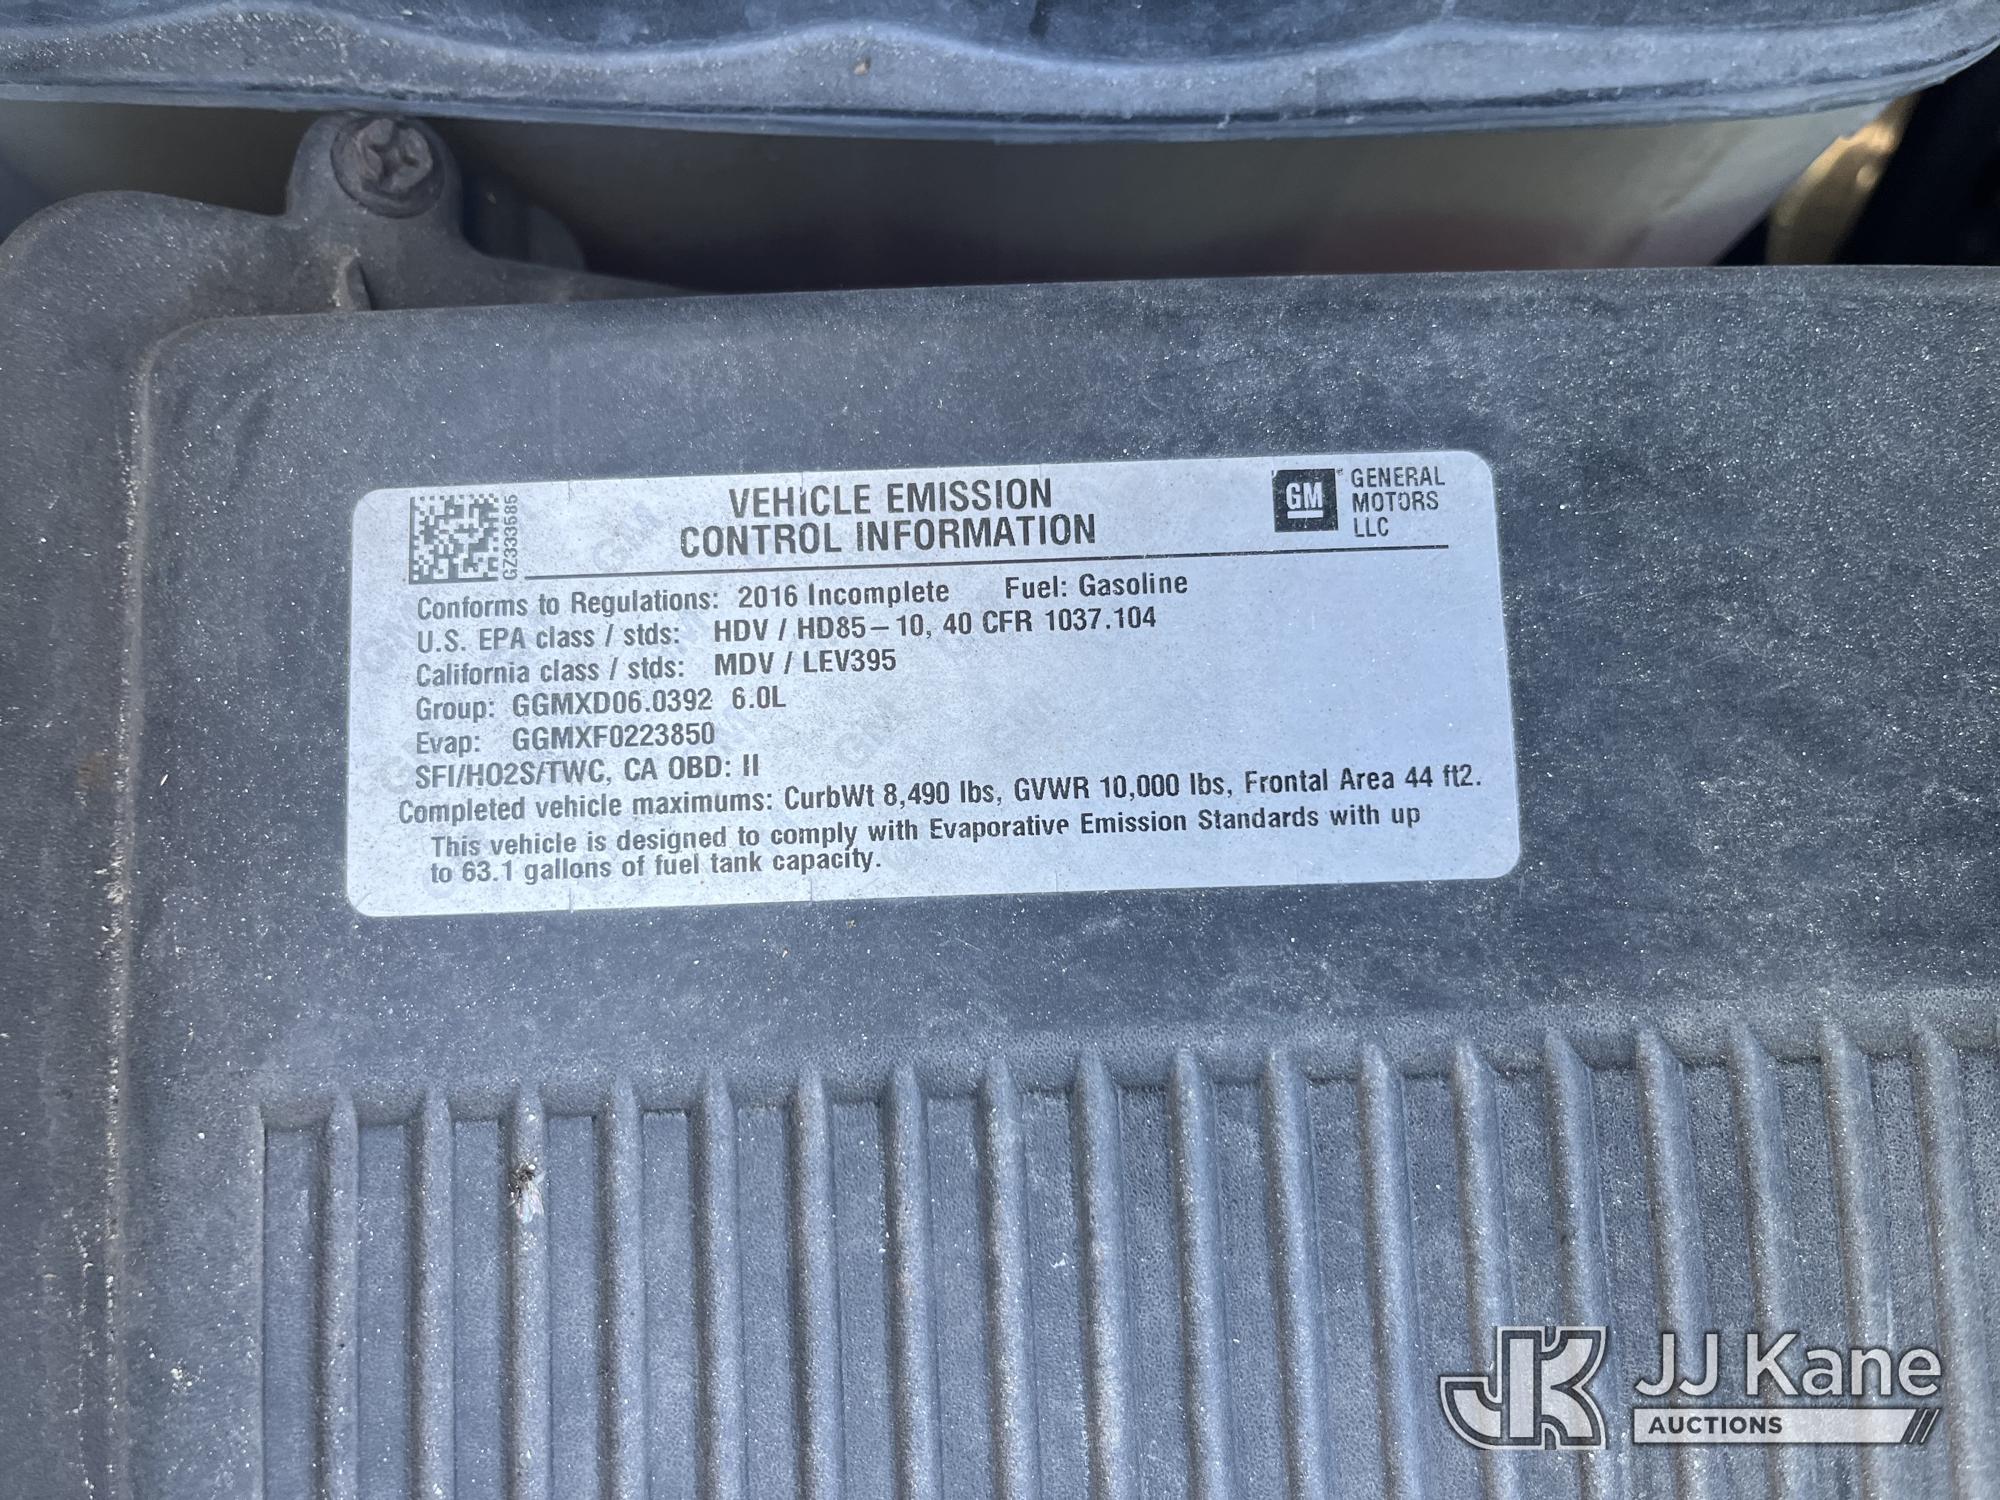 GZ333585
VEHICLE EMISSION
CONTROL INFORMATION
GM
GENERAL
MOTORS
LLC
Conforms to Regulations: 2016 Incomplete Fuel: Gasoline
U.S. EPA class / stds: HDV / HD85-10, 40 CFR 1037.104
California class / stds: MDV / LEV395
Group: GGMXD06.0392 6.0L
Evap: GGMXF0223850
SFI/HO2S/TWC, CA OBD: II
Completed vehicle maximums: CurbWt 8,490 lbs, GVWR 10,000 lbs, Frontal Area 44 ft2.
This vehicle is designed to comply with Evaporative Emission Standards with up
to 63.1 gallons of fuel tank capacity.
JK
JJ Kane
AUCTIONS